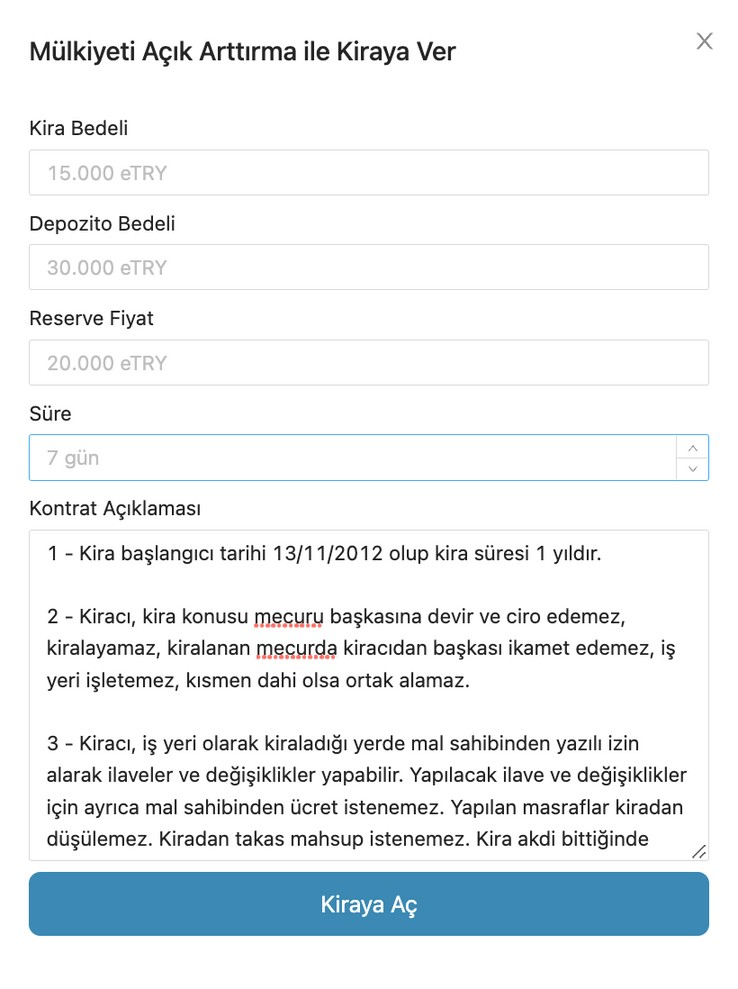 Mülkiyeti Açık Arttırma ile Kiraya Ver
Kira Bedeli
15.000 eTRY
Depozito Bedeli
30.000 eTRY
Reserve Fiyat
20.000 eTRY
Süre
7 gün
Kontrat Açıklaması
1 - Kira başlangıcı tarihi 13/11/2012 olup kira süresi 1 yıldır.
2 - Kiracı, kira konusu mecuru başkasına devir ve ciro edemez,
kiralayamaz, kiralanan mecurda kiracıdan başkası ikamet edemez, iş
yeri işletemez, kısmen dahi olsa ortak alamaz.
3 - Kiracı, iş yeri olarak kiraladığı yerde mal sahibinden yazılı izin
alarak ilaveler ve değişiklikler yapabilir. Yapılacak ilave ve değişiklikler
için ayrıca mal sahibinden ücret istenemez. Yapılan masraflar kiradan
düşülemez. Kiradan takas mahsup istenemez. Kira akdi bittiğinde
Kiraya Aç